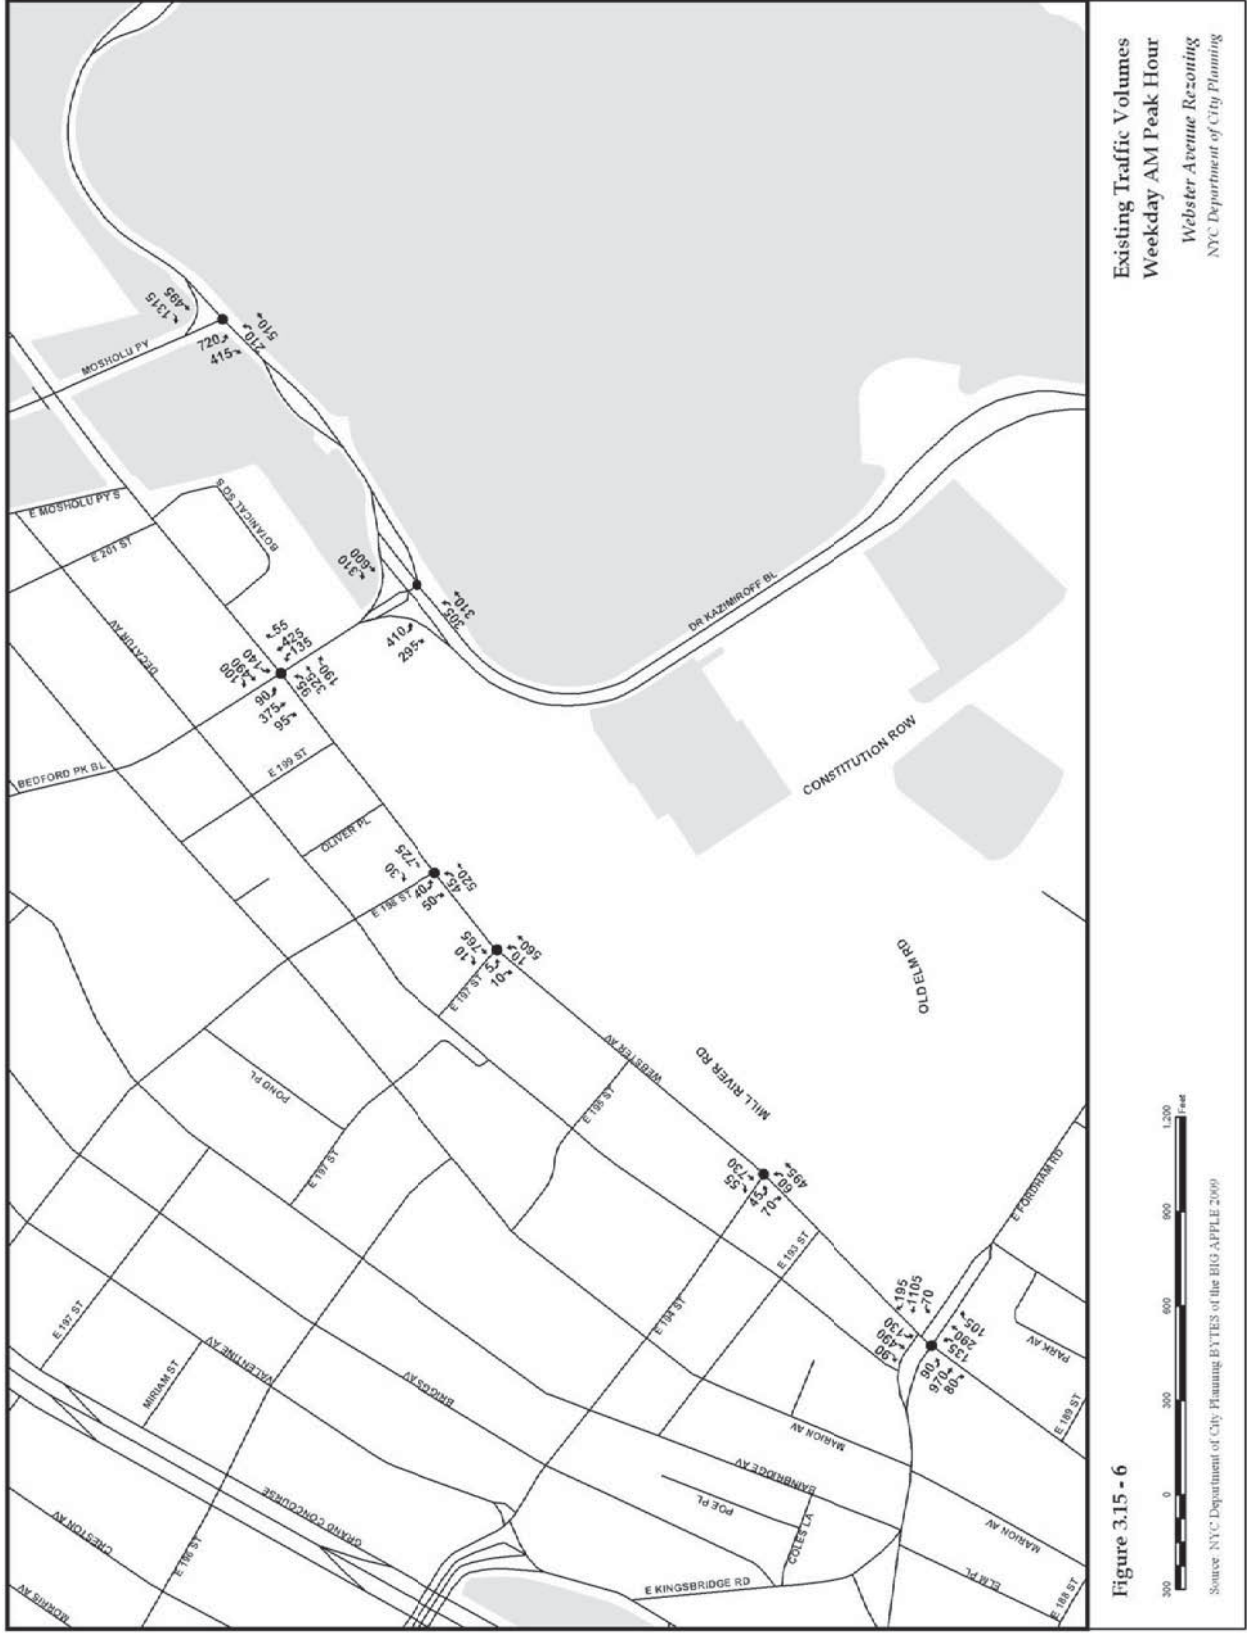 MOSHOLU PY
1315
495
720
415
210
510
E MOSHOLU PY S
E 201 ST
BOTANICAL SQ S
DECATUR AV
310
600
410
295
305
310
DR KAZIMIROFF BL
BEDFORD PK BL
100
490
140
55
425
135
90
375
95
95
325
190
E 199 ST
OLIVER PL
CONSTITUTION ROW
E 198 ST
30
725
40
50
45
520
E 197 ST
10
765
5
10
10
560
OLD ELM RD
POND PL
E 197 ST
E 195 ST
WEBSTER AV
MILL RIVER RD
55
730
45
70
60
495
E 193 ST
E 194 ST
E FORDHAM RD
90
490
130
195
1105
70
90
970
80
135
290
105
PARK AV
E 189 ST
E 197 ST
MIRIAM ST
VALENTINE AV
BRIGGS AV
MARION AV
BAINBRIDGE AV
POE PL
COLES LA
GRAND CONCOURSE
CRESTON AV
E 196 ST
MORRIS AV
E KINGSBRIDGE RD
MARION AV
ELM PL
E 188 ST
Figure 3.15 - 6
300 0 300 600 900 1,200
Feet
Source: NYC Department of City Planning BYTES of the BIG APPLE 2009
Existing Traffic Volumes
Weekday AM Peak Hour
Webster Avenue Rezoning
NYC Department of City Planning